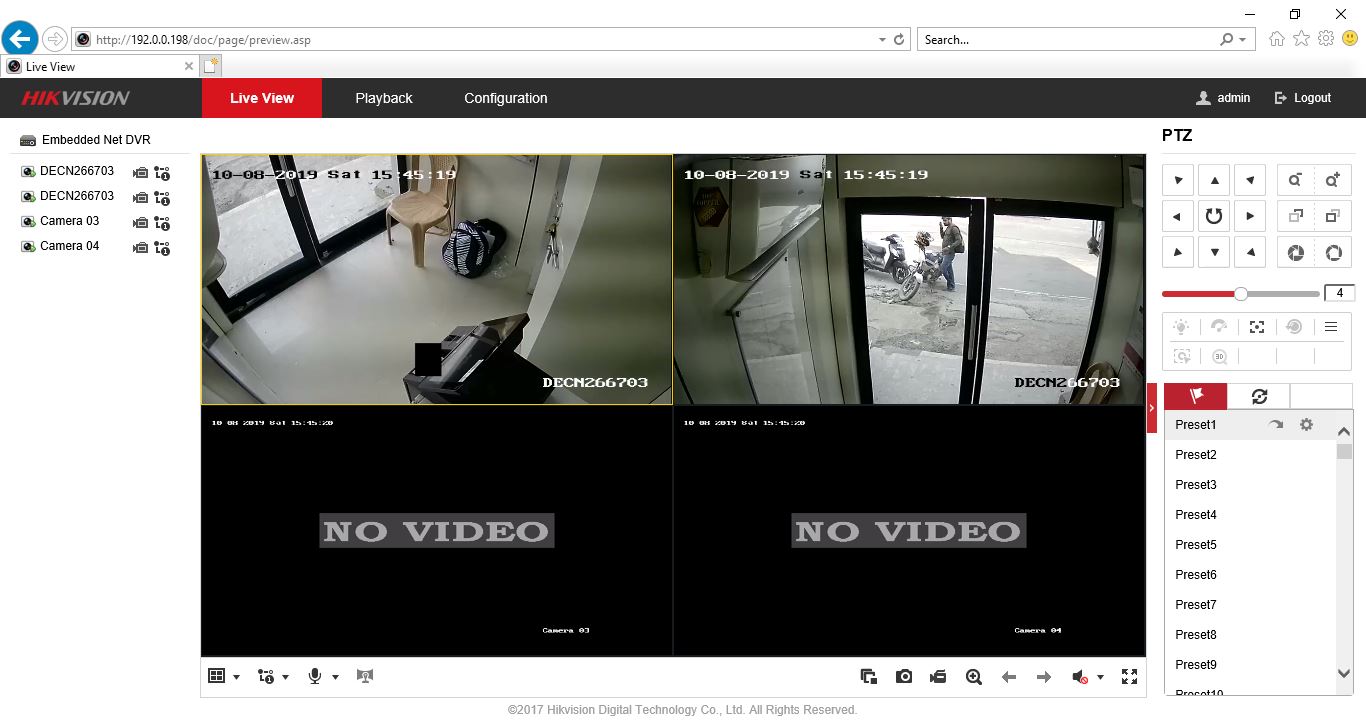 http://192.0.0.198/doc/page/preview.asp
Search...
Live View
HIKVISION
Live View
Playback
Configuration
admin
Logout
Embedded Net DVR
DECN266703
DECN266703
Camera 03
Camera 04
10-08-2019 Sat 15:45:19
DECN266703
10-08-2019 Sat 15:45:19
DECN266703
10-08-2019 Sat 15:45:20
NO VIDEO
Camera 03
10-08-2019 Sat 15:45:20
NO VIDEO
Camera 04
PTZ
4
3D
Preset1
Preset2
Preset3
Preset4
Preset5
Preset6
Preset7
Preset8
Preset9
Preset10
©2017 Hikvision Digital Technology Co., Ltd. All Rights Reserved.